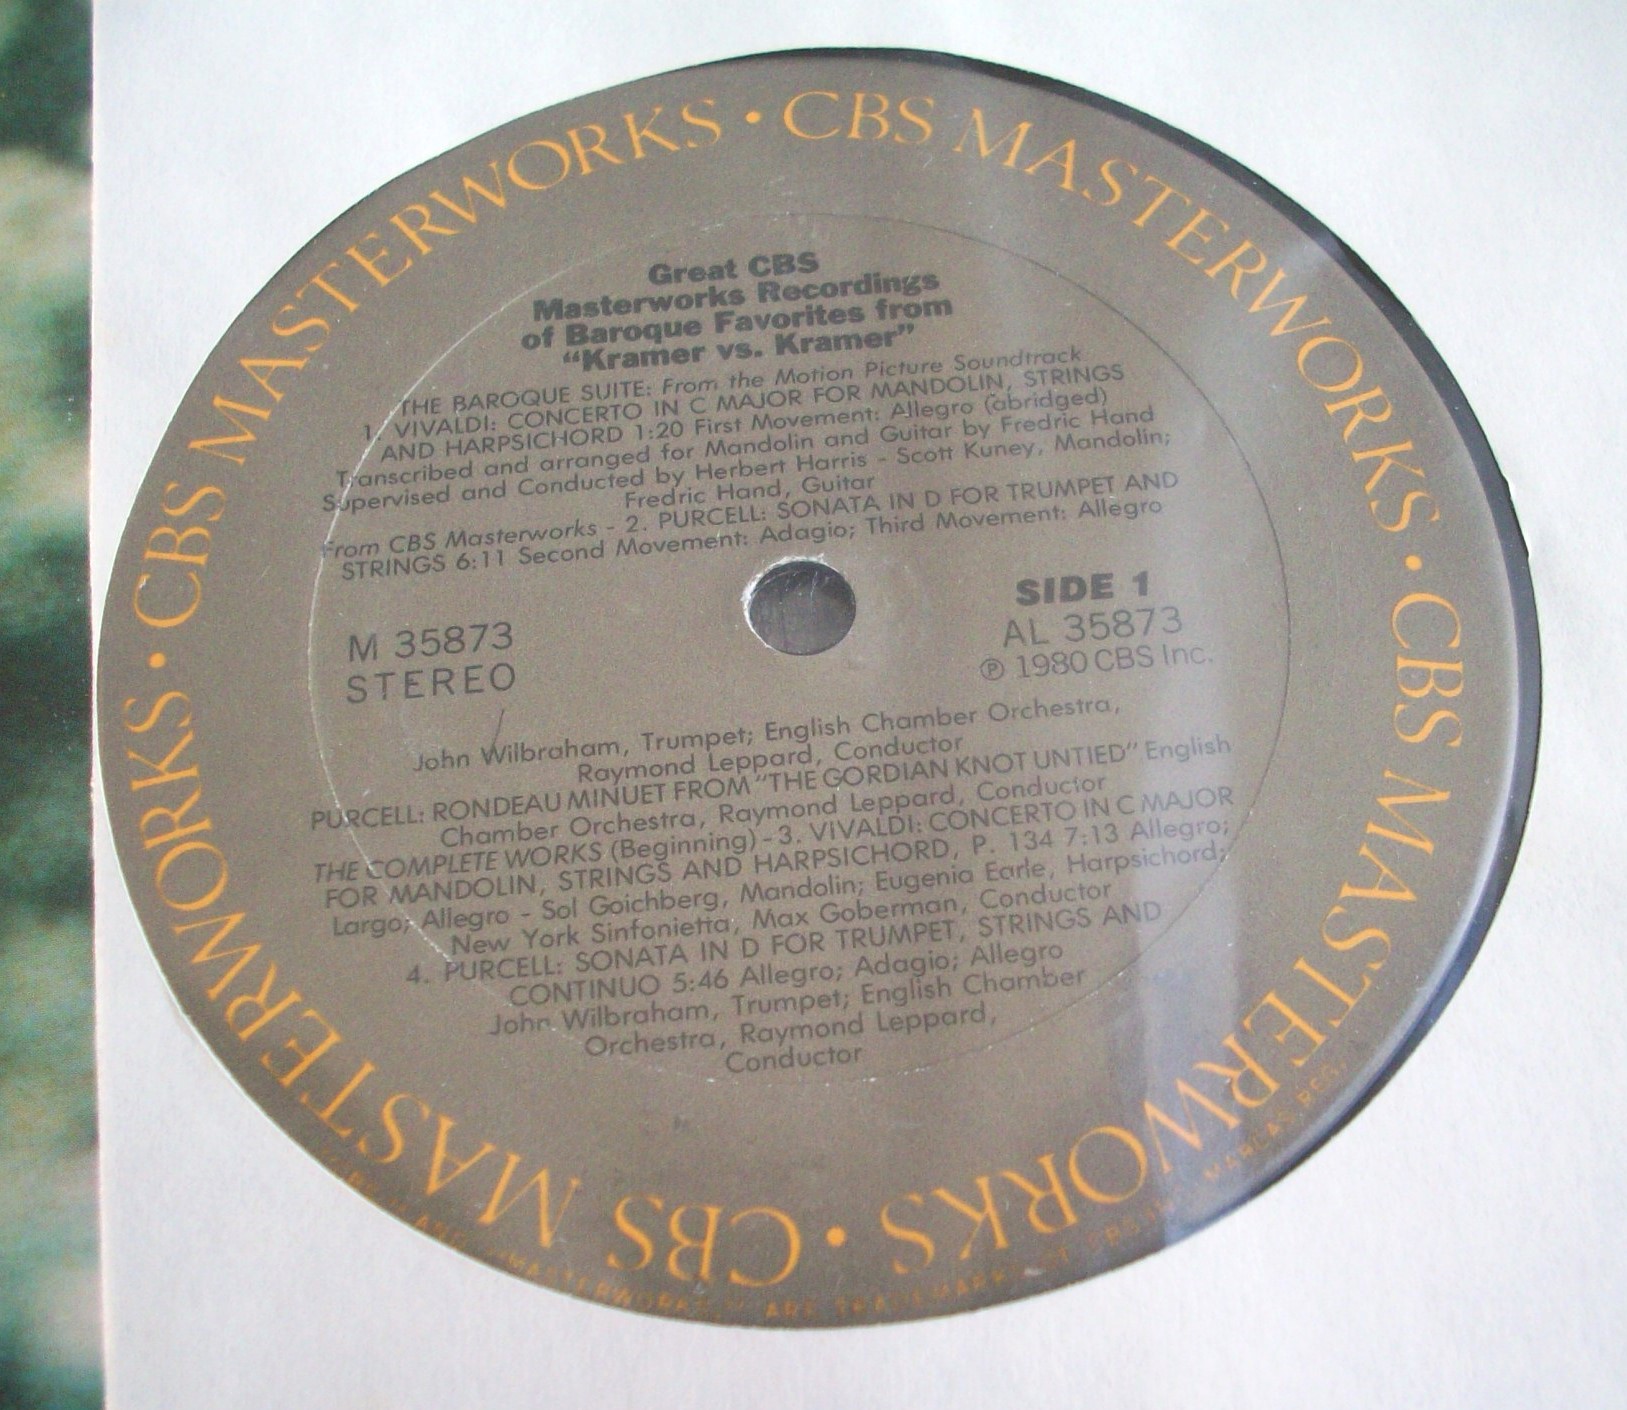 CBS MASTERWORKS · CBS MASTERWORKS · CBS MASTERWORKS · CBS MASTERWORKS ·
Great CBS
Masterworks Recordings
of Baroque Favorites from
“Kramer vs. Kramer”
THE BAROQUE SUITE: From the Motion Picture Soundtrack
1. VIVALDI: CONCERTO IN C MAJOR FOR MANDOLIN, STRINGS
AND HARPSICHORD 1:20 First Movement: Allegro (abridged)
Transcribed and arranged for Mandolin and Guitar by Fredric Hand
Supervised and Conducted by Herbert Harris - Scott Kuney, Mandolin;
Fredric Hand, Guitar
From CBS Masterworks - 2. PURCELL: SONATA IN D FOR TRUMPET AND
STRINGS 6:11 Second Movement: Adagio; Third Movement: Allegro
M 35873
STEREO
SIDE 1
AL 35873
℗ 1980 CBS Inc.
John Wilbraham, Trumpet; English Chamber Orchestra,
Raymond Leppard, Conductor
PURCELL: RONDEAU MINUET FROM “THE GORDIAN KNOT UNTIED” English
Chamber Orchestra, Raymond Leppard, Conductor
THE COMPLETE WORKS (Beginning) - 3. VIVALDI: CONCERTO IN C MAJOR
FOR MANDOLIN, STRINGS AND HARPSICHORD, P. 134 7:13 Allegro;
Largo; Allegro - Sol Goichberg, Mandolin; Eugenia Earle, Harpsichord;
New York Sinfonietta, Max Goberman, Conductor
4. PURCELL: SONATA IN D FOR TRUMPET, STRINGS AND
CONTINUO 5:46 Allegro; Adagio; Allegro
John Wilbraham, Trumpet; English Chamber
Orchestra, Raymond Leppard,
Conductor
"MASTERWORKS" ARE TRADEMARKS OF CBS INC. MARCAS REG.